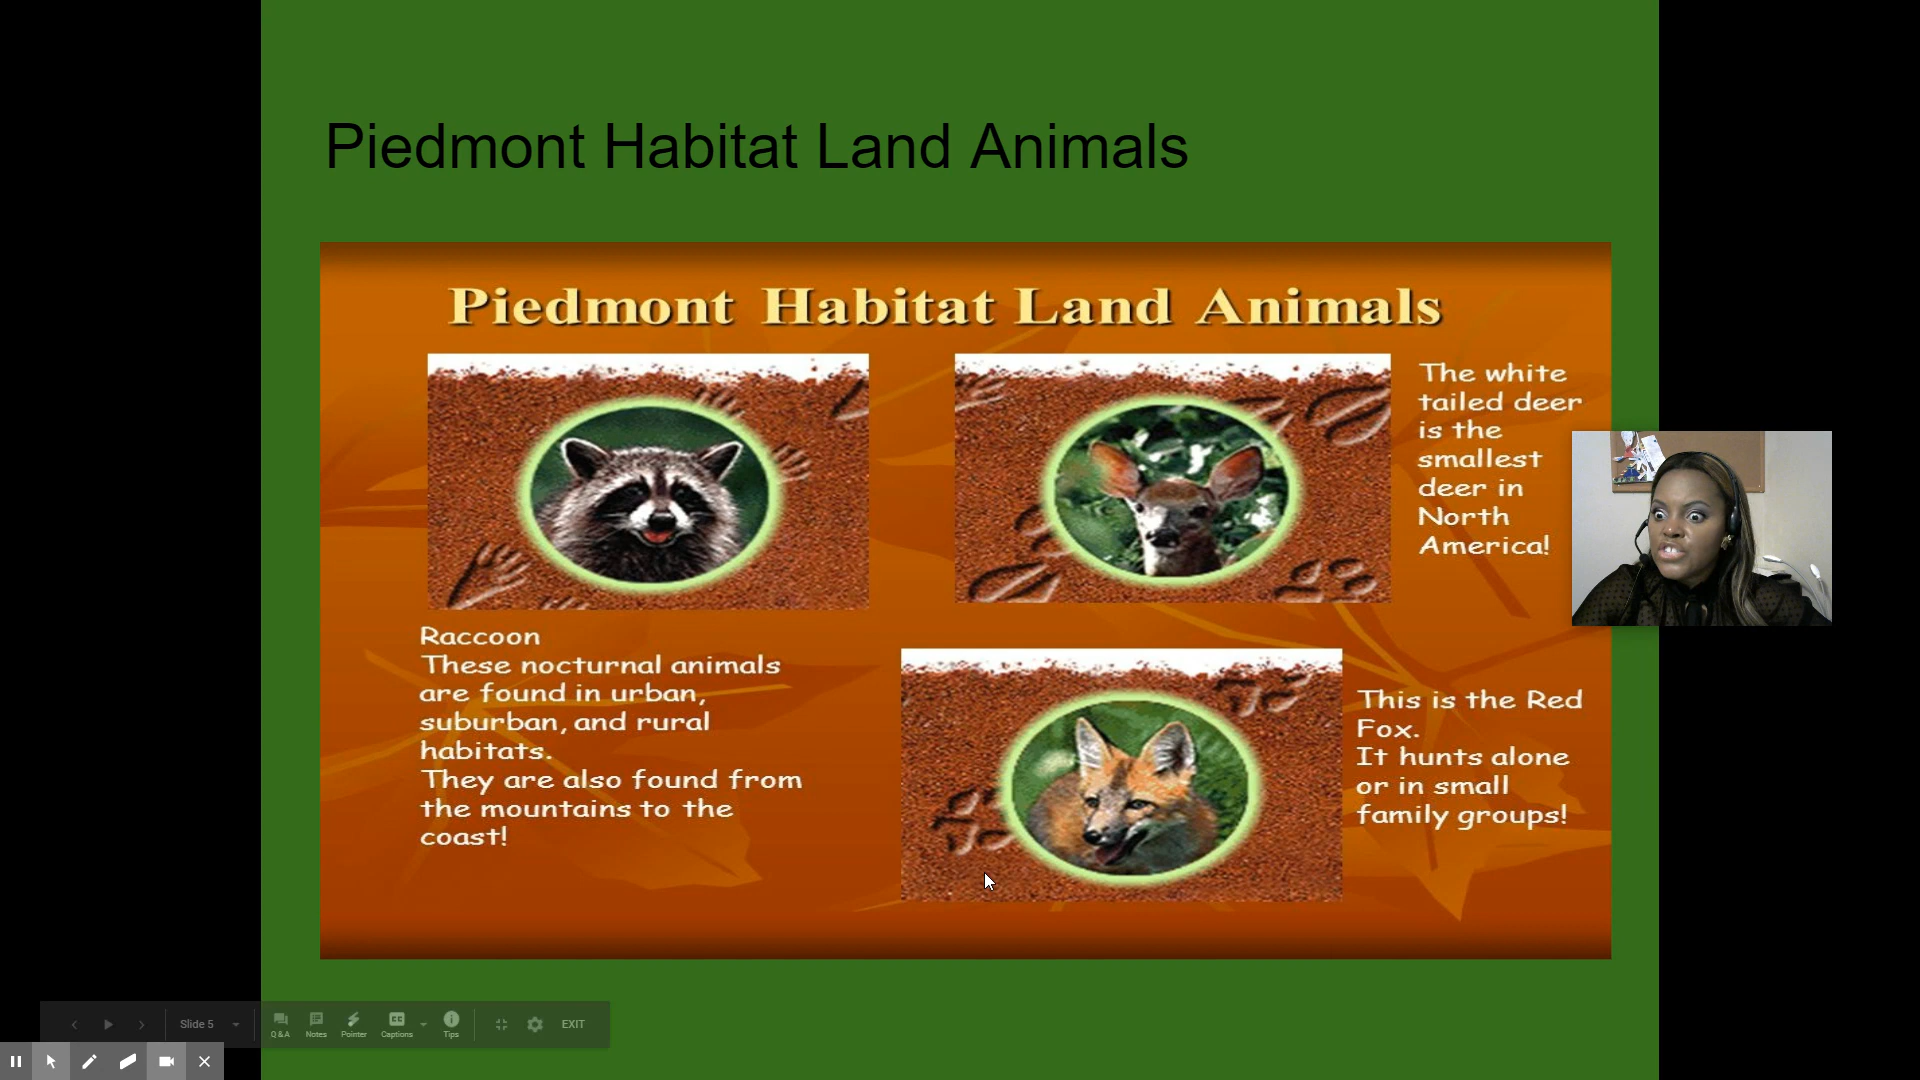 Piedmont Habitat Land Animals
Piedmont Habitat Land Animals
The white
tailed deer
is the
smallest
deer in
North
America!
Raccoon
These nocturnal animals
are found in urban,
suburban, and rural
habitats.
They are also found from
the mountains to the
coast!
This is the Red
Fox.
It hunts alone
or in small
family groups!
Slide 5
Q&A
Notes
Pointer
CC
Captions
Tips
EXIT